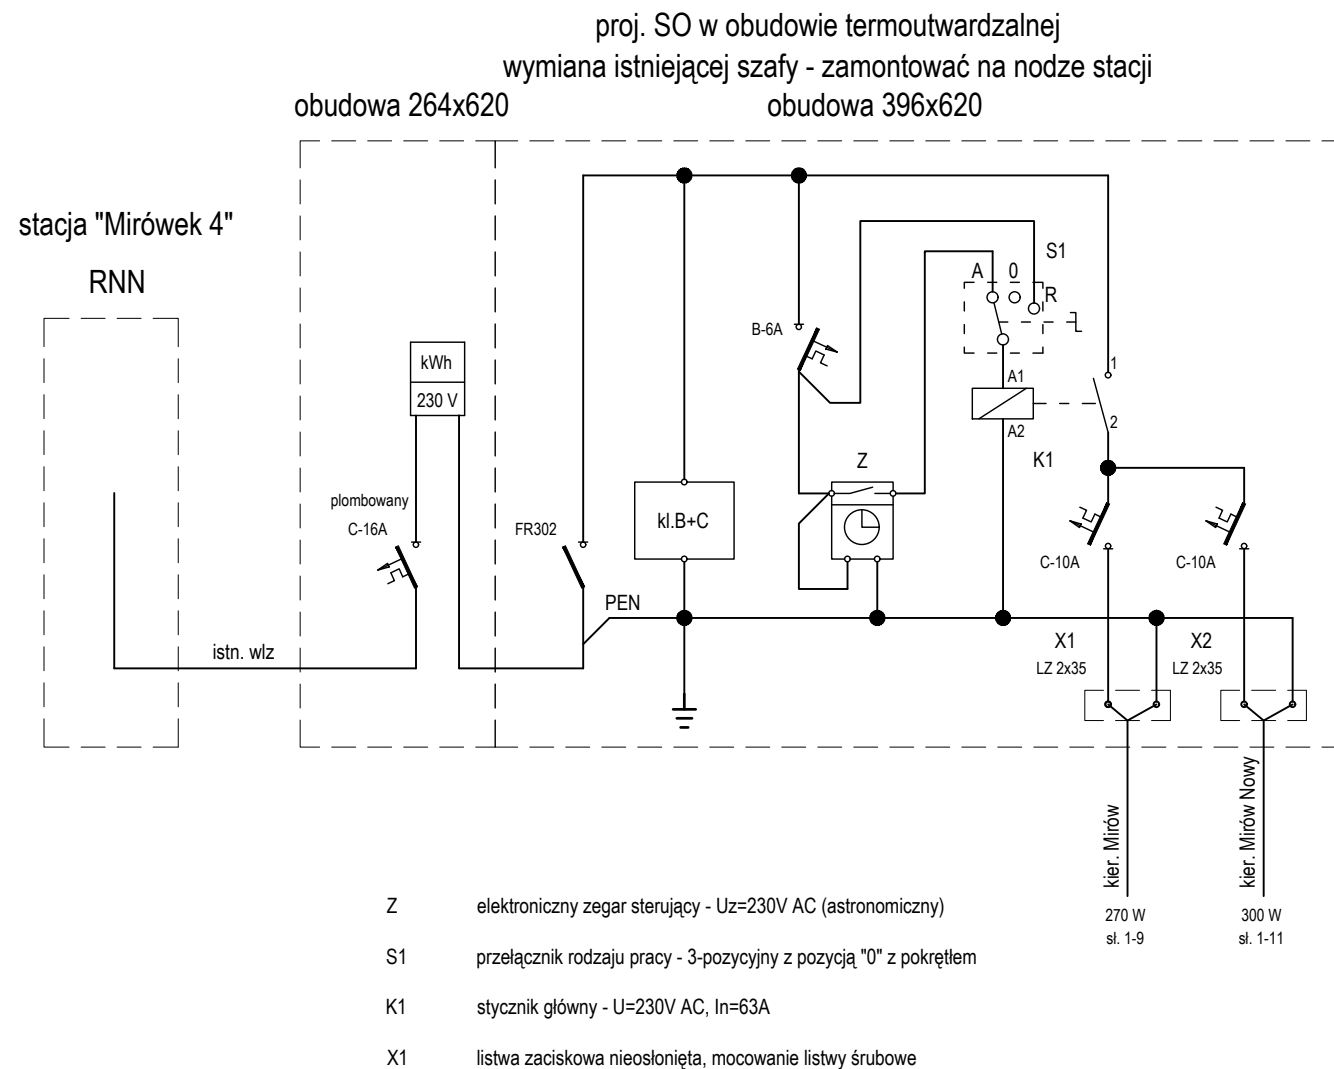 proj. SO w obudowie termoutwardzalnej
wymiana istniejącej szafy - zamontować na nodze stacji
obudowa 264x620
obudowa 396x620
stacja "Mirówek 4"
RNN
kWh
230 V
plombowany
C-16A
istn. wlz
FR302
PEN
kl.B+C
B-6A
Z
A
0
R
S1
A1
A2
K1
1
2
C-10A
C-10A
X1
LZ 2x35
X2
LZ 2x35
kier. Mirów
kier. Mirów Nowy
270 W
sł. 1-9
300 W
sł. 1-11
Z elektroniczny zegar sterujący - Uz=230V AC (astronomiczny)
S1 przełącznik rodzaju pracy - 3-pozycyjny z pozycją "0" z pokrętłem
K1 stycznik główny - U=230V AC, In=63A
X1 listwa zaciskowa nieosłonięta, mocowanie listwy śrubowe